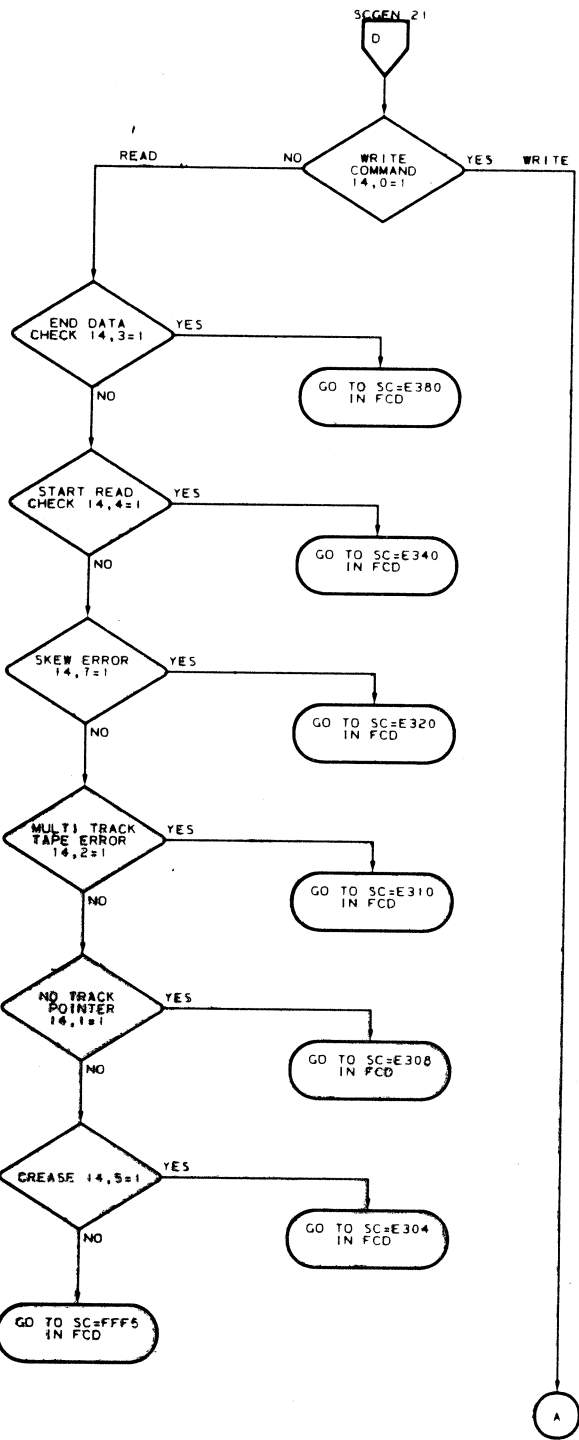 SCGEN 21
D
READ
NO
WRITE
COMMAND
14,0=1
YES
WRITE
END DATA
CHECK 14,3=1
YES
GO TO SC=E380
IN FCD
NO
START READ
CHECK 14,4=1
YES
GO TO SC=E340
IN FCD
NO
SKEW ERROR
14,7=1
YES
GO TO SC=E320
IN FCD
NO
MULTI TRACK
TAPE ERROR
14,2=1
YES
GO TO SC=E310
IN FCD
NO
NO TRACK
POINTER
14,1=1
YES
GO TO SC=E308
IN FCD
NO
CREASE 14,5=1
YES
GO TO SC=E304
IN FCD
NO
GO TO SC=FFF5
IN FCD
A